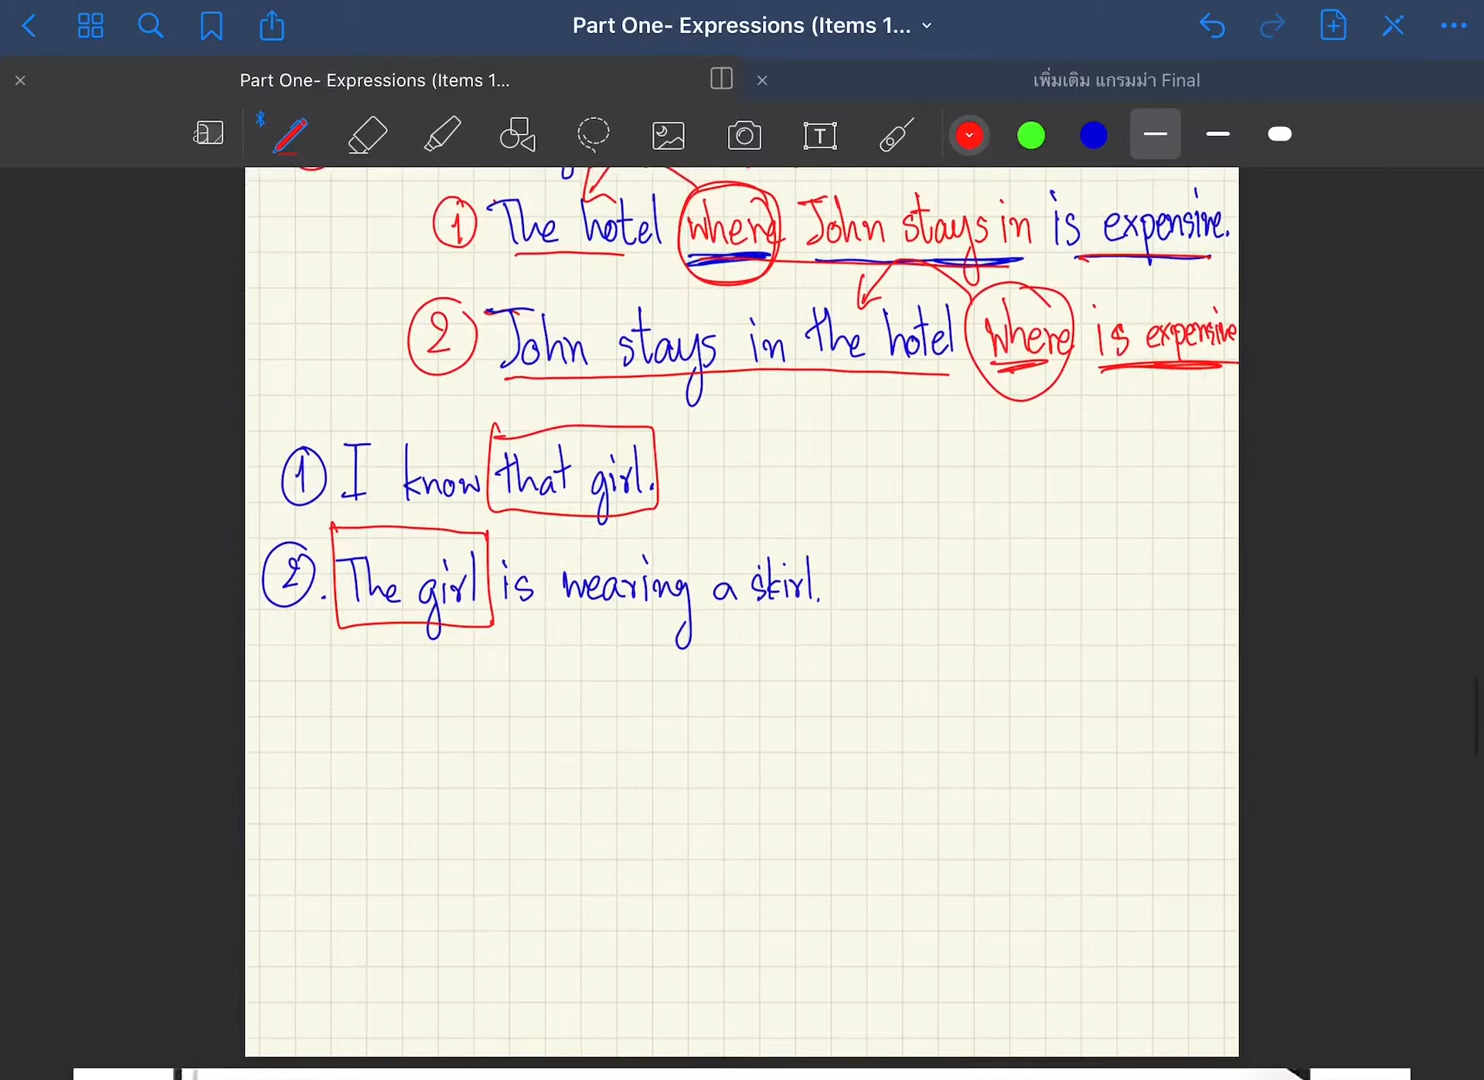 Part One- Expressions (Items 1...
Part One- Expressions (Items 1...
เพิ่มเติม แกรมม่า Final
① The hotel where John stays in is expensive.
② John stays in the hotel where is expensive
① I know that girl.
②. The girl is wearing a skirl.